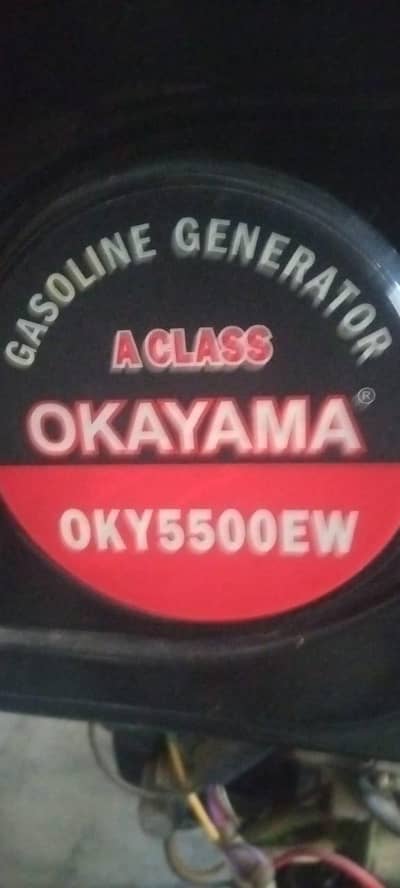 GASOLINE GENERATOR
A CLASS
OKAYAMA®
OKY5500EW